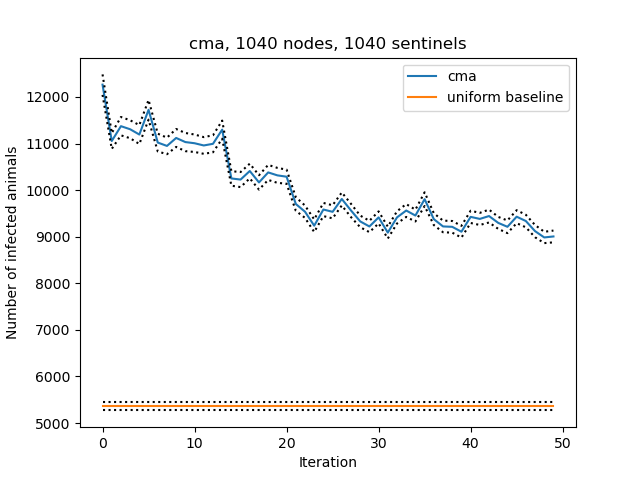 cma, 1040 nodes, 1040 sentinels
cma
uniform baseline
Number of infected animals
12000
11000
10000
9000
8000
7000
6000
5000
0 10 20 30 40 50
Iteration